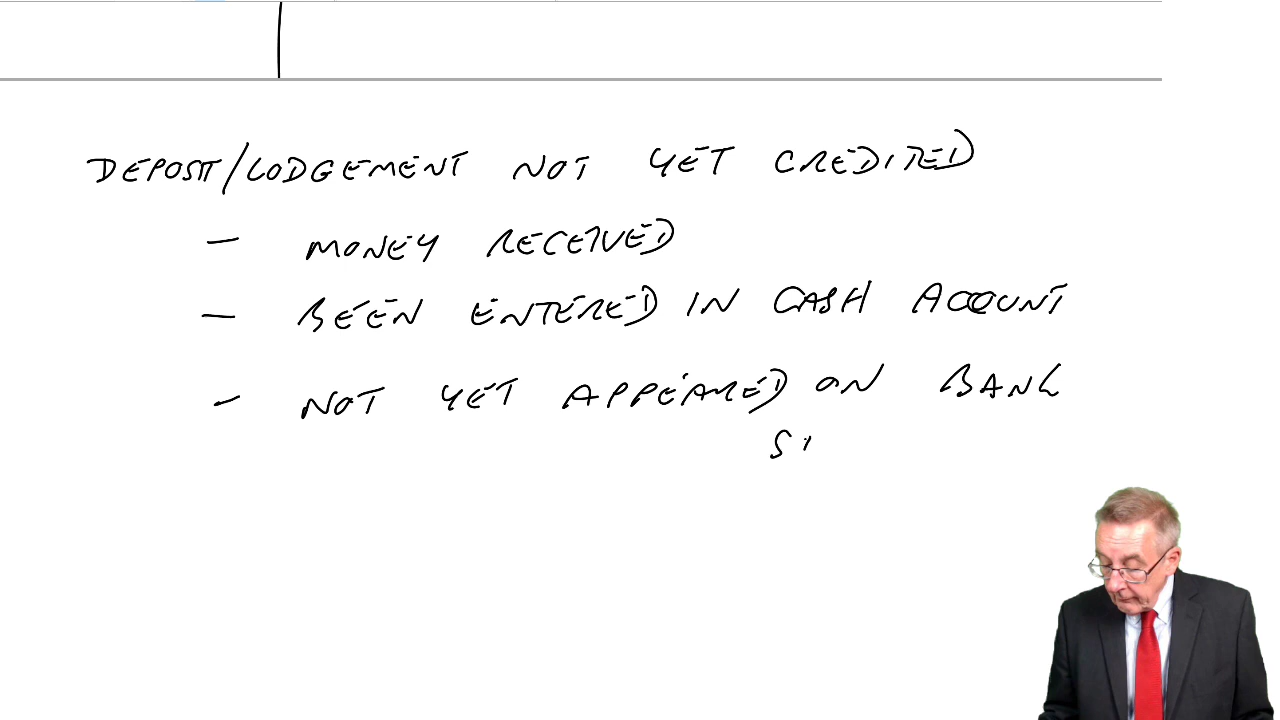 DEPOSIT/LODGEMENT NOT YET CREDITED
- MONEY RECEIVED
- BEEN ENTERED IN CASH ACCOUNT
- NOT YET APPEARED ON BANK